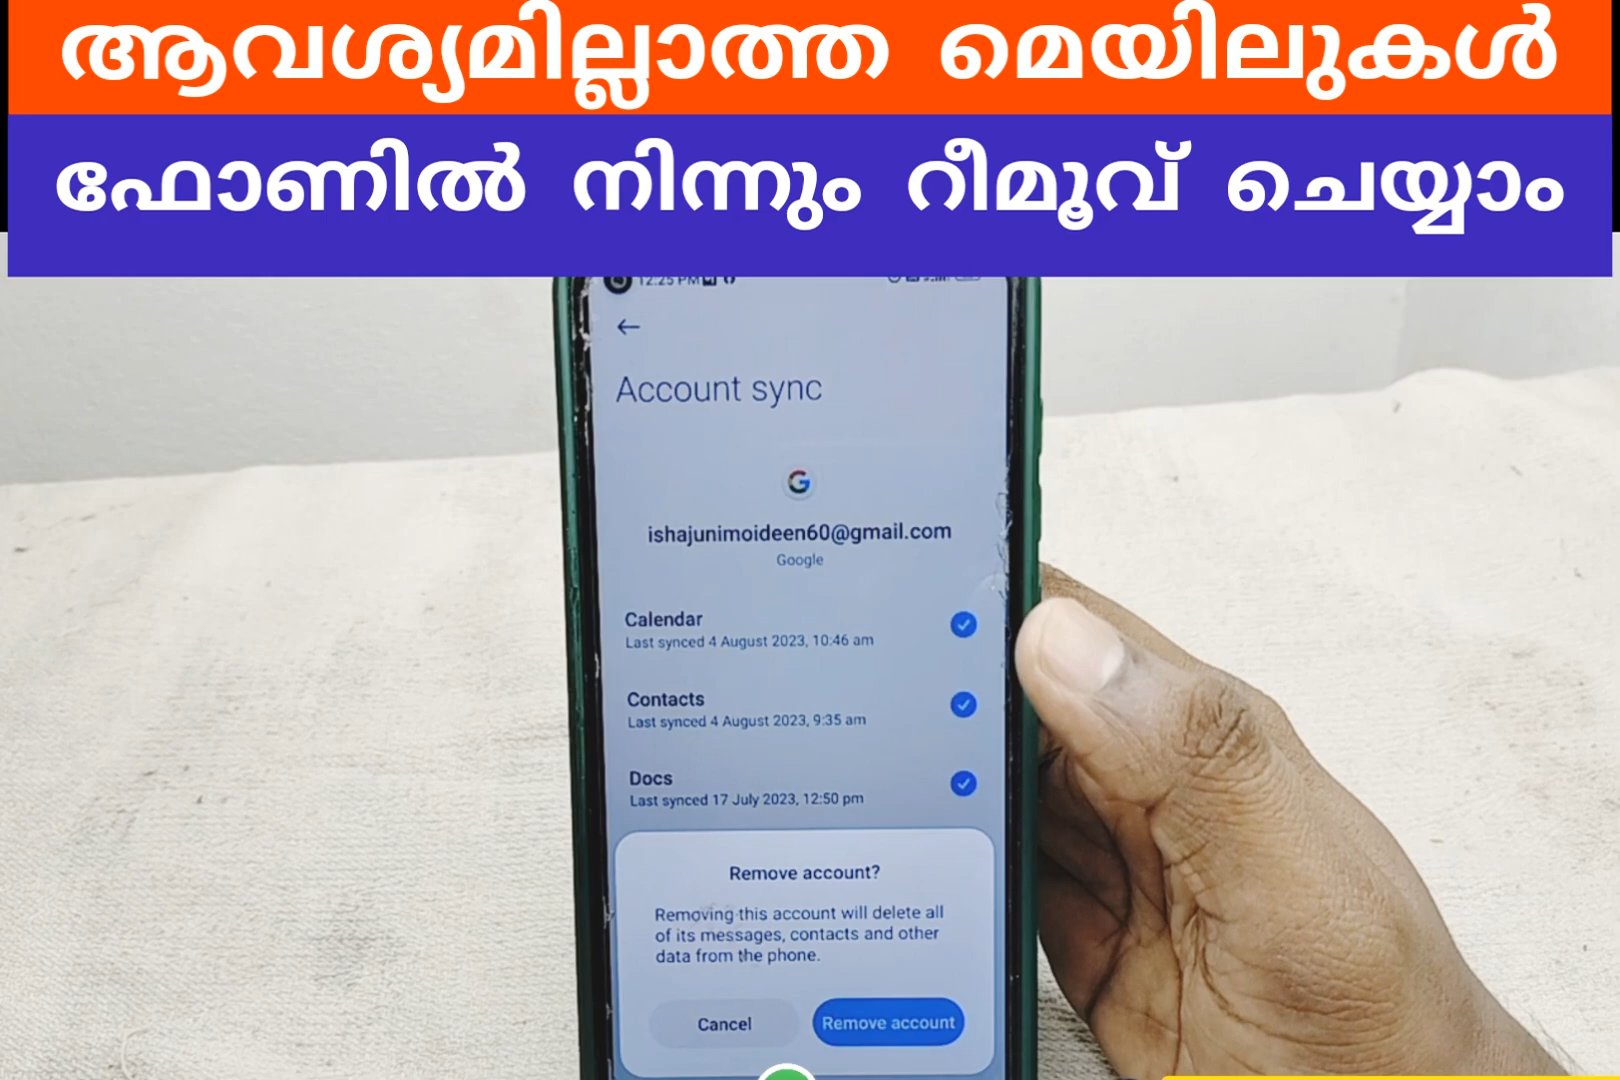 ആവശ്യമില്ലാത്ത മെയിലുകൾ
ഫോണിൽ നിന്നും റീമൂവ് ചെയ്യാം
12:25 PM
Account sync
ishajunimoideen60@gmail.com
Google
Calendar
Last synced 4 August 2023, 10:46 am
Contacts
Last synced 4 August 2023, 9:35 am
Docs
Last synced 17 July 2023, 12:50 pm
Remove account?
Removing this account will delete all
of its messages, contacts and other
data from the phone.
Cancel Remove account